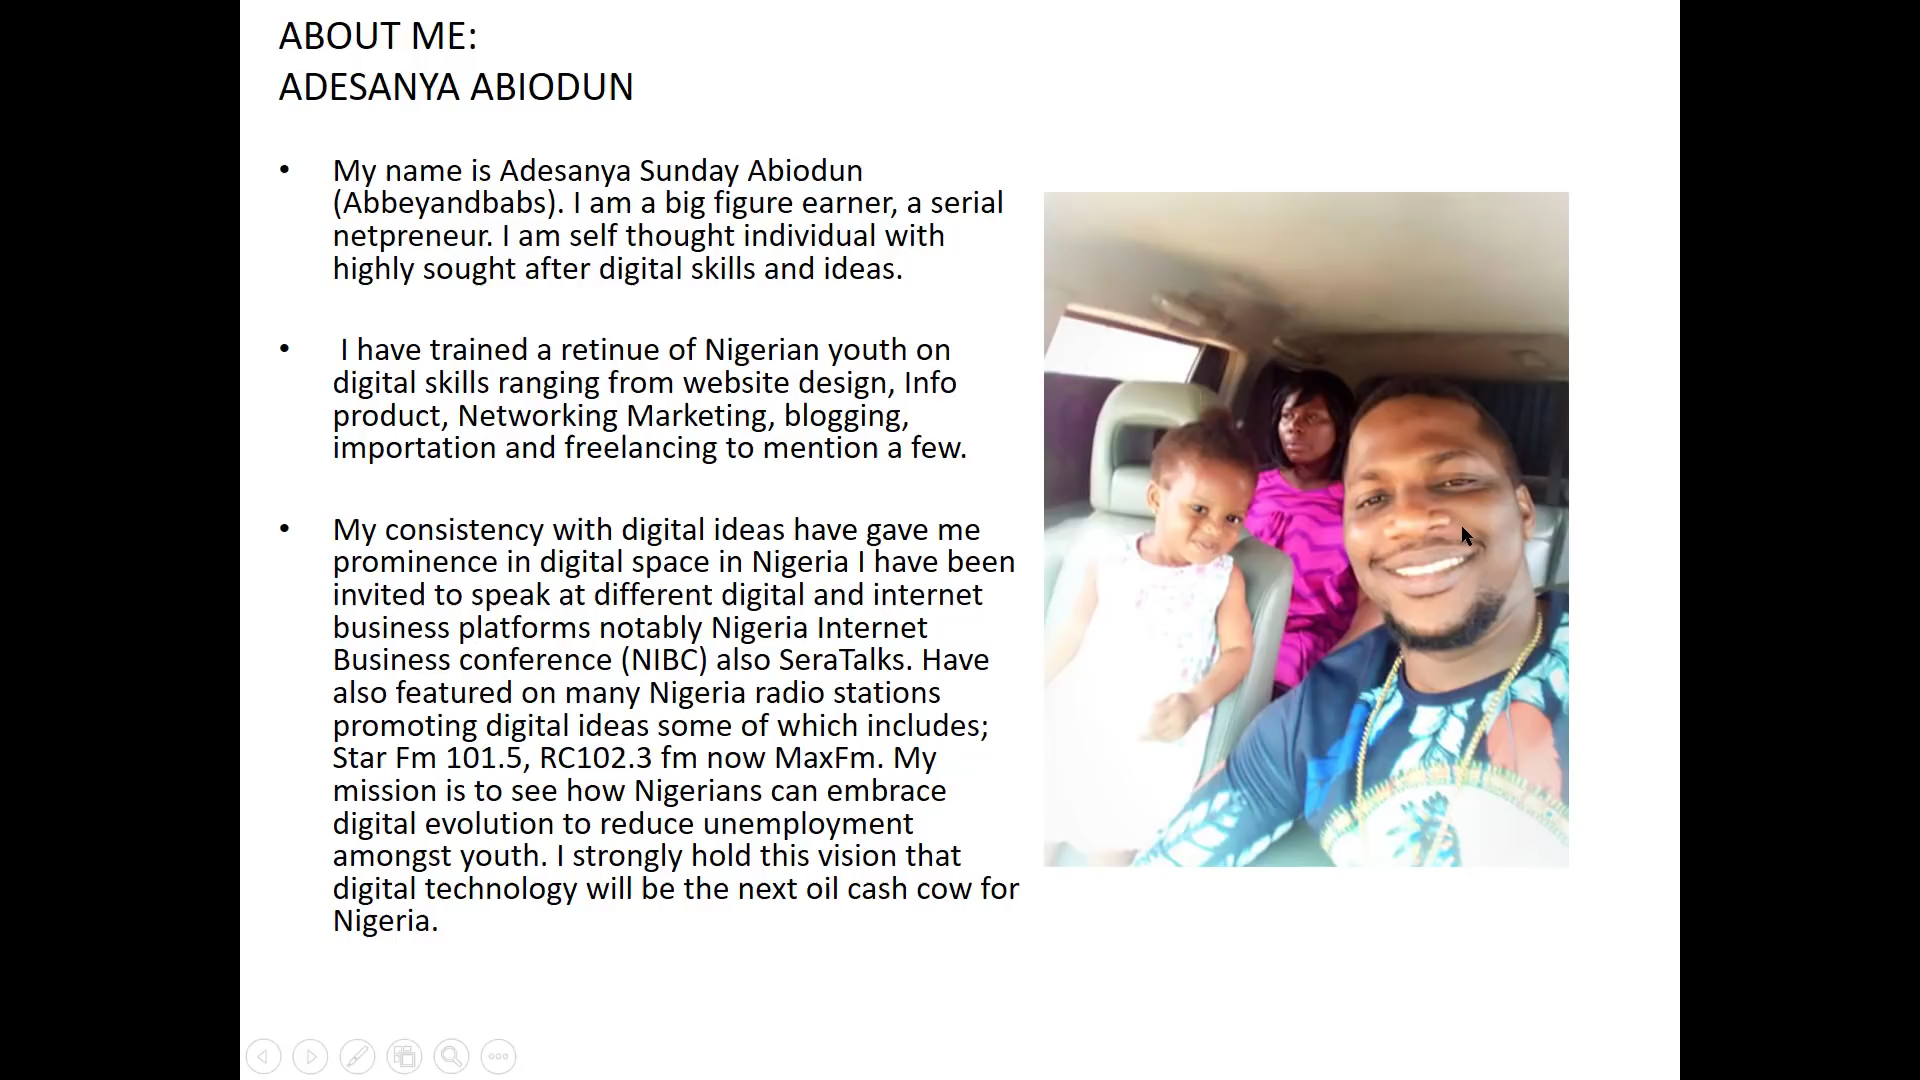 ABOUT ME:
ADESANYA ABIODUN
• My name is Adesanya Sunday Abiodun
(Abbeyandbabs). I am a big figure earner, a serial
netpreneur. I am self thought individual with
highly sought after digital skills and ideas.
• I have trained a retinue of Nigerian youth on
digital skills ranging from website design, Info
product, Networking Marketing, blogging,
importation and freelancing to mention a few.
• My consistency with digital ideas have gave me
prominence in digital space in Nigeria I have been
invited to speak at different digital and internet
business platforms notably Nigeria Internet
Business conference (NIBC) also SeraTalks. Have
also featured on many Nigeria radio stations
promoting digital ideas some of which includes;
Star Fm 101.5, RC102.3 fm now MaxFm. My
mission is to see how Nigerians can embrace
digital evolution to reduce unemployment
amongst youth. I strongly hold this vision that
digital technology will be the next oil cash cow for
Nigeria.